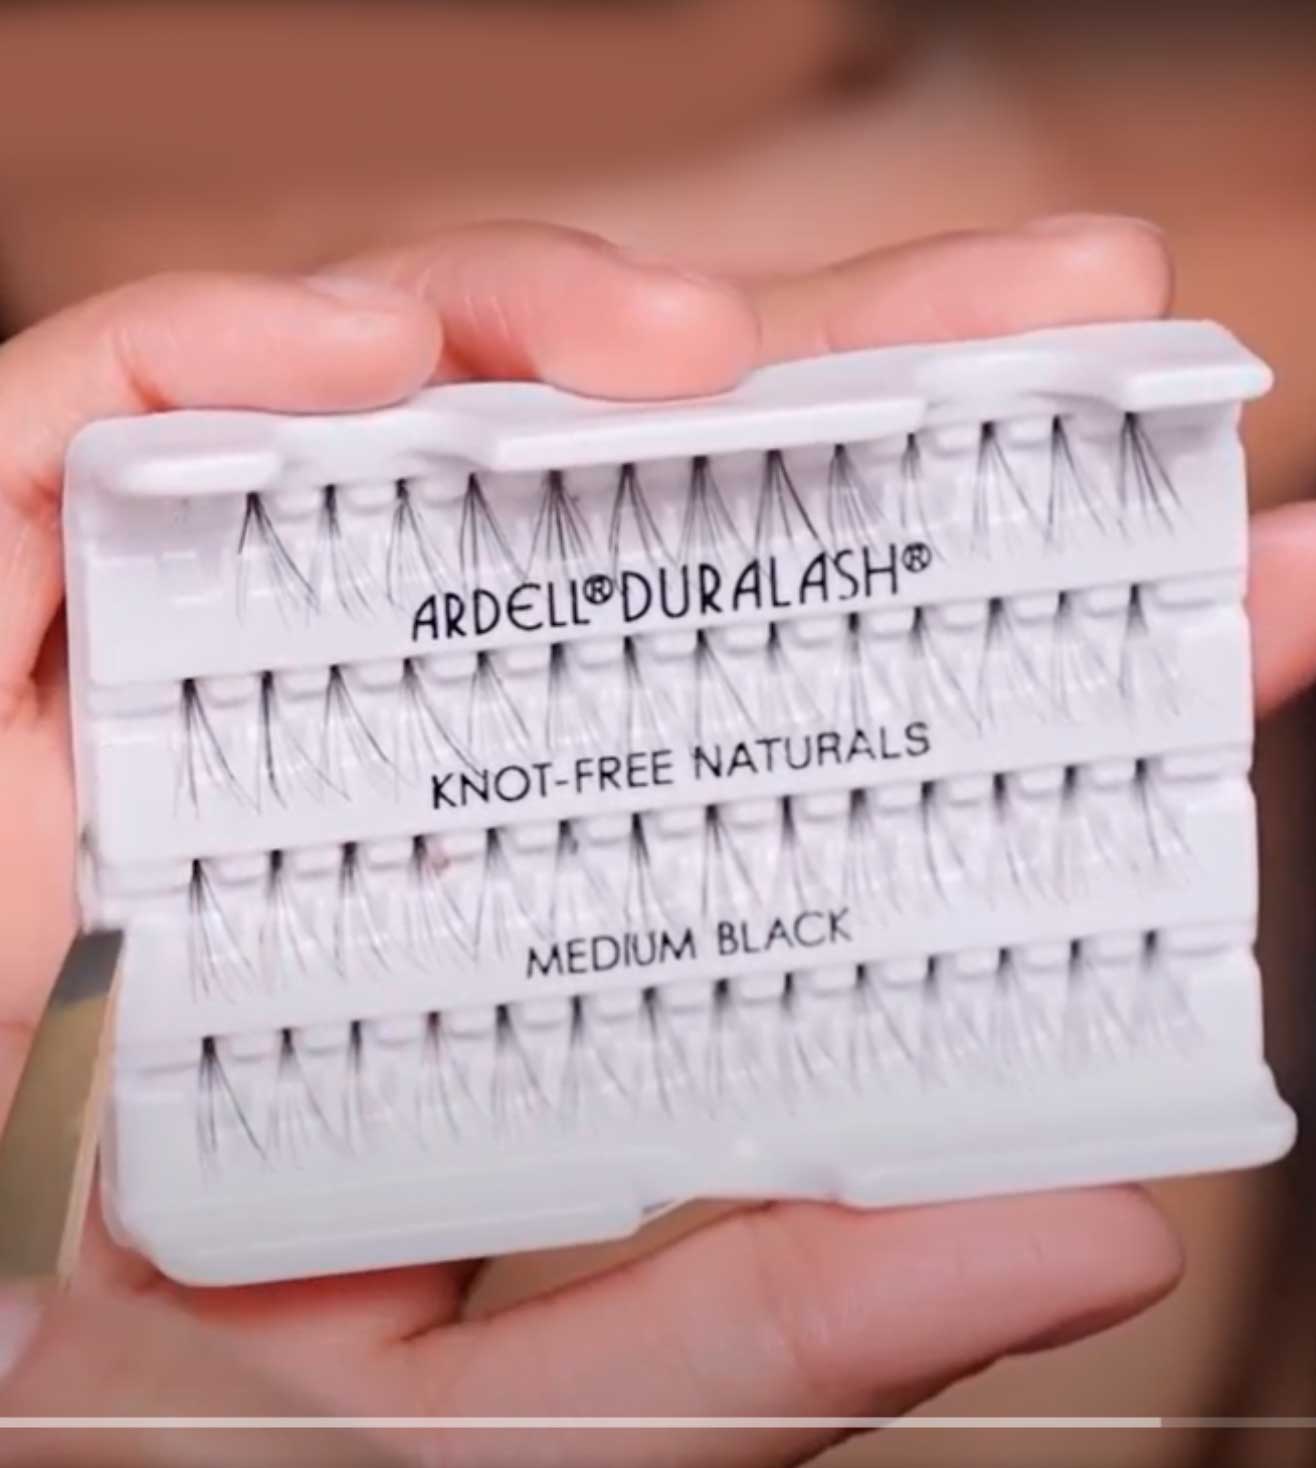 ARDELL®DURALASH®
KNOT-FREE NATURALS
MEDIUM BLACK